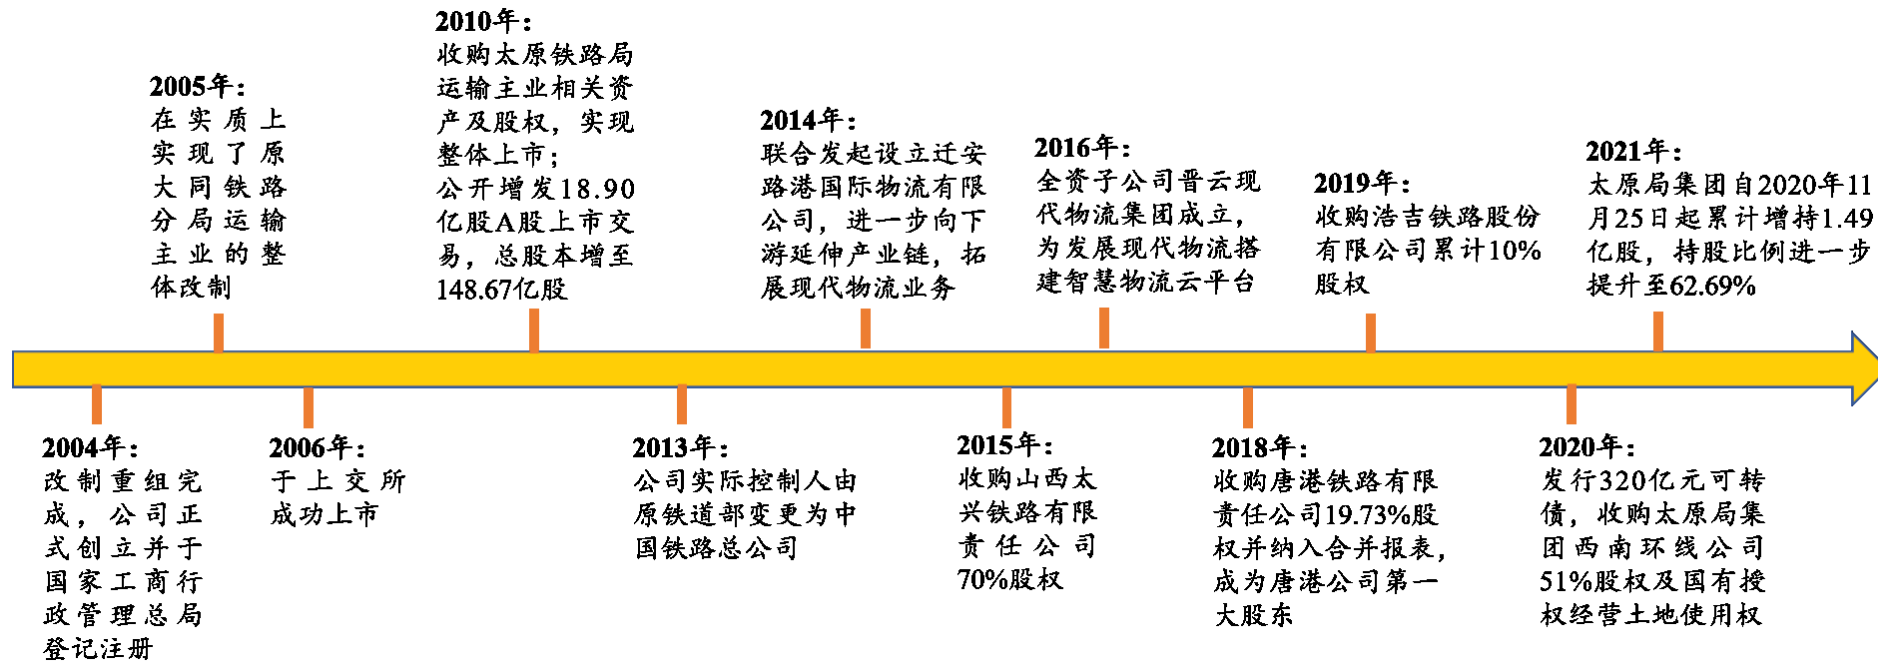 2005年：
在实质上
实现了原
大同铁路
分局运输
主业的整
体改制
2010年：
收购太原铁路局
运输主业相关资
产及股权，实现
整体上市；
公开增发18.90
亿股A股上市交
易，总股本增至
148.67亿股
2014年：
联合发起设立迁安
路港国际物流有限
公司，进一步向下
游延伸产业链，拓
展现代物流业务
2016年：
全资子公司晋云现
代物流集团成立，
为发展现代物流搭
建智慧物流云平台
2019年：
收购浩吉铁路股份
有限公司累计10%
股权
2021年：
太原局集团自2020年11
月25日起累计增持1.49
亿股，持股比例进一步
提升至62.69%
2004年：
改制重组完
成，公司正
式创立并于
国家工商行
政管理总局
登记注册
2006年：
于上交所
成功上市
2013年：
公司实际控制人由
原铁道部变更为中
国铁路总公司
2015年：
收购山西太
兴铁路有限
责任公司
70%股权
2018年：
收购唐港铁路有限
责任公司19.73%股
权并纳入合并报表，
成为唐港公司第一
大股东
2020年：
发行320亿元可转
债，收购太原局集
团西南环线公司
51%股权及国有授
权经营土地使用权